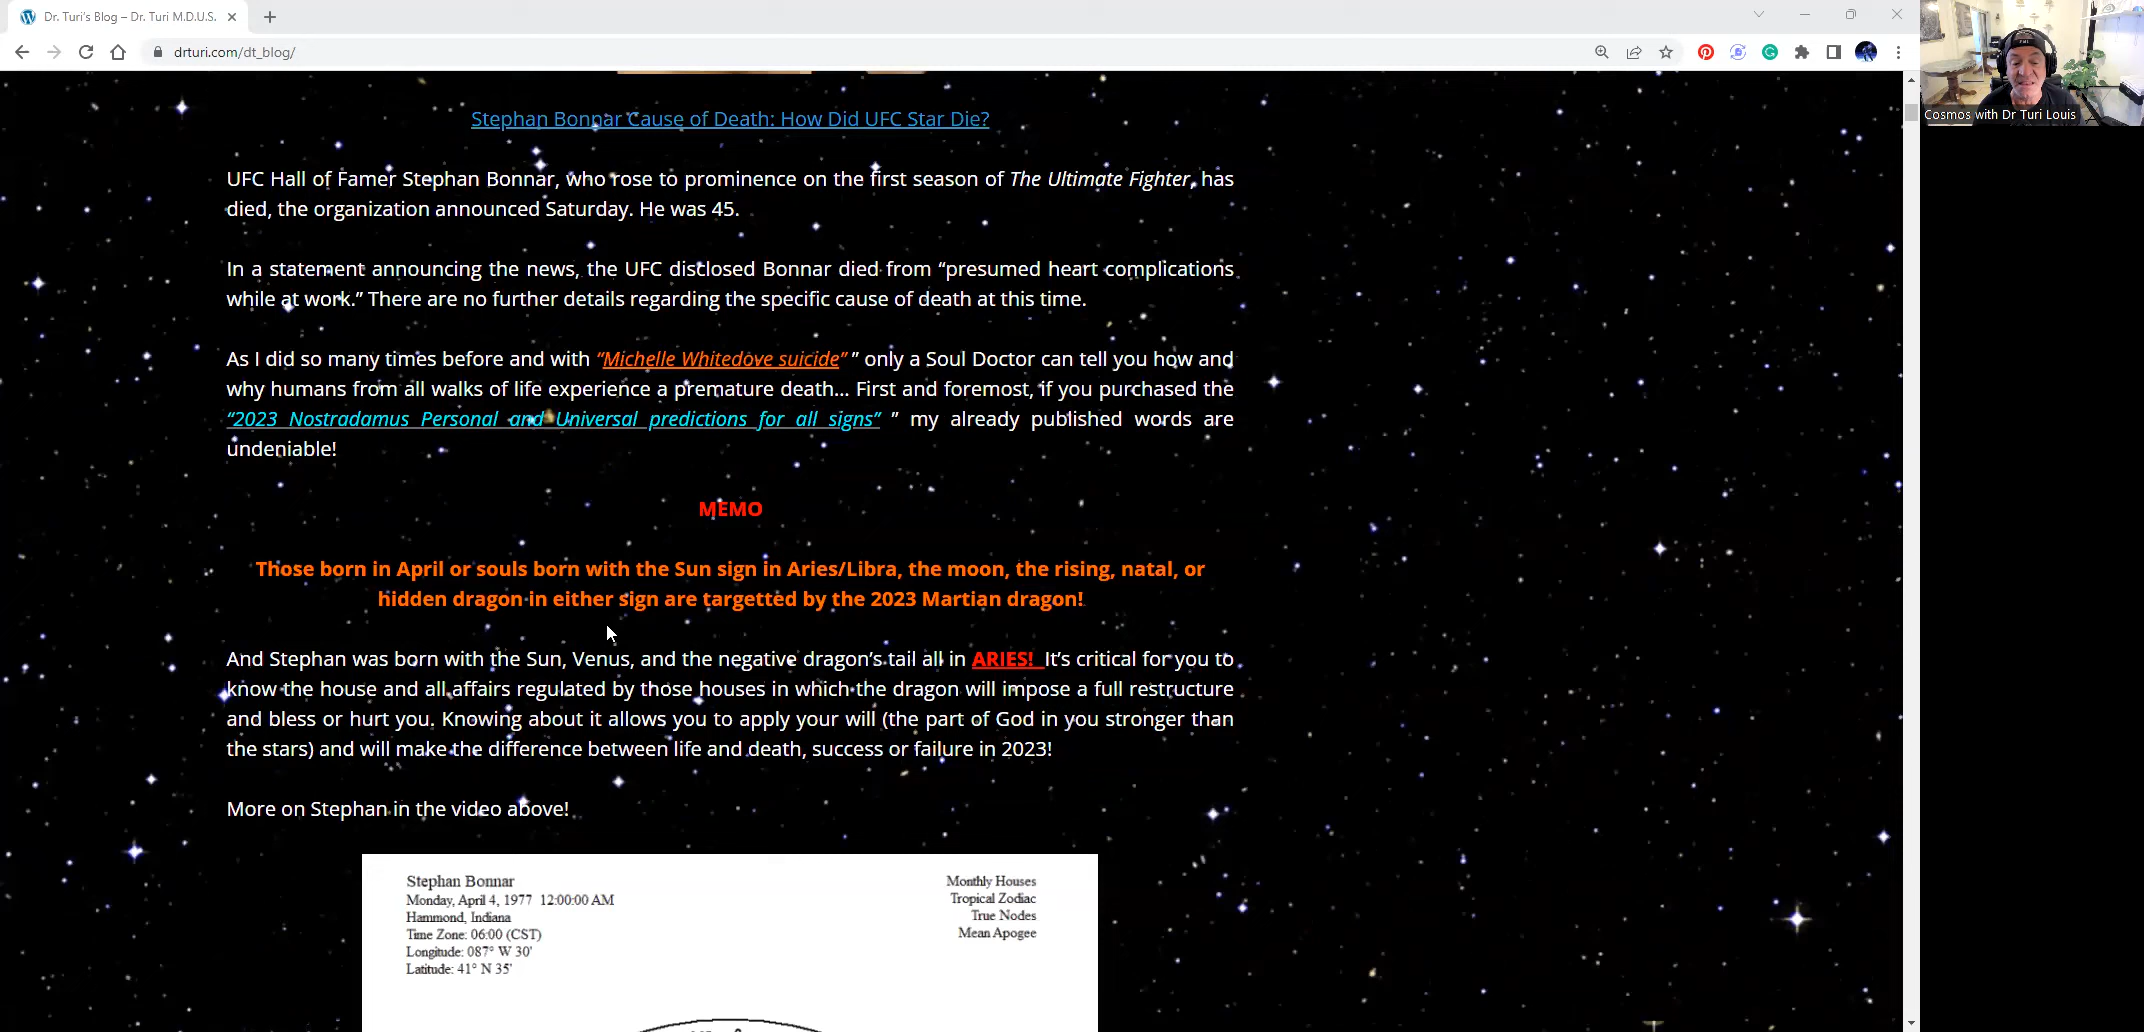 Dr. Turi's Blog – Dr. Turi M.D.U.S.
drturi.com/dt_blog/
Cosmos with Dr Turi Louis
Stephan Bonnar Cause of Death: How Did UFC Star Die?
UFC Hall of Famer Stephan Bonnar, who rose to prominence on the first season of The Ultimate Fighter, has
died, the organization announced Saturday. He was 45.
In a statement announcing the news, the UFC disclosed Bonnar died from “presumed heart complications
while at work.” There are no further details regarding the specific cause of death at this time.
As I did so many times before and with “Michelle Whitedove suicide” ” only a Soul Doctor can tell you how and
why humans from all walks of life experience a premature death... First and foremost, if you purchased the
“2023 Nostradamus Personal and Universal predictions for all signs” ” my already published words are
undeniable!
MEMO
Those born in April or souls born with the Sun sign in Aries/Libra, the moon, the rising, natal, or
hidden dragon in either sign are targetted by the 2023 Martian dragon!
And Stephan was born with the Sun, Venus, and the negative dragon’s tail all in ARIES! It’s critical for you to
know the house and all affairs regulated by those houses in which the dragon will impose a full restructure
and bless or hurt you. Knowing about it allows you to apply your will (the part of God in you stronger than
the stars) and will make the difference between life and death, success or failure in 2023!
More on Stephan in the video above!
Stephan Bonnar
Monday, April 4, 1977 12:00:00 AM
Hammond, Indiana
Time Zone: 06:00 (CST)
Longitude: 087° W 30'
Latitude: 41° N 35'
Monthly Houses
Tropical Zodiac
True Nodes
Mean Apogee